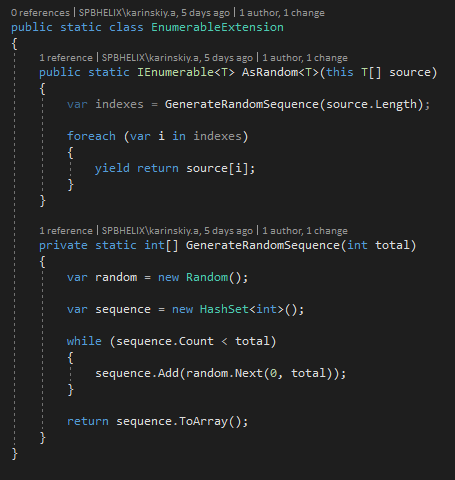 0 references | SPBHELIX\karinskiy.a, 5 days ago | 1 author, 1 change
public static class EnumerableExtension
{
1 reference | SPBHELIX\karinskiy.a, 5 days ago | 1 author, 1 change
public static IEnumerable<T> AsRandom<T>(this T[] source)
{
var indexes = GenerateRandomSequence(source.Length);
foreach (var i in indexes)
{
yield return source[i];
}
}
1 reference | SPBHELIX\karinskiy.a, 5 days ago | 1 author, 1 change
private static int[] GenerateRandomSequence(int total)
{
var random = new Random();
var sequence = new HashSet<int>();
while (sequence.Count < total)
{
sequence.Add(random.Next(0, total));
}
return sequence.ToArray();
}
}